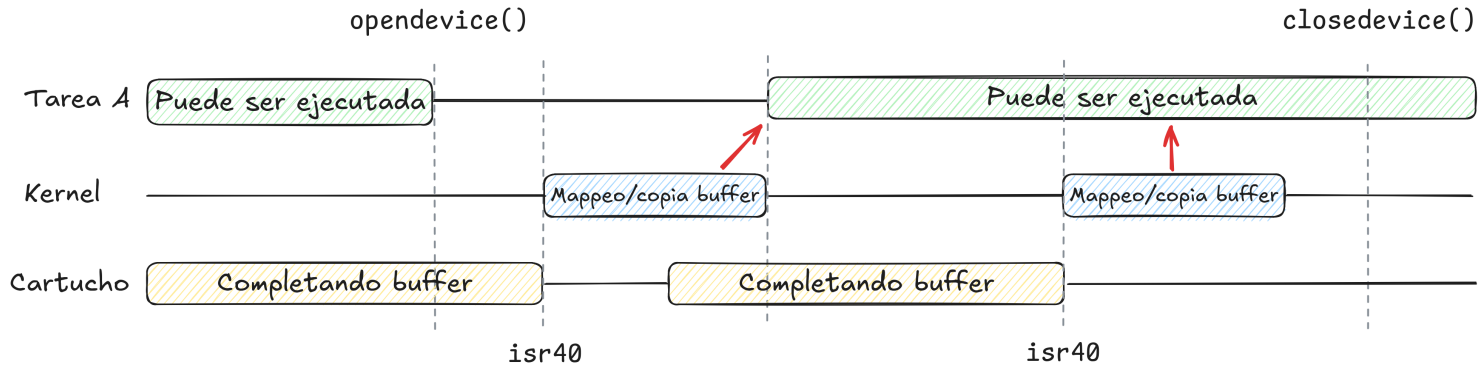 opendevice()
closedevice()
Tarea A
Puede ser ejecutada
Puede ser ejecutada
Kernel
Mappeo/copia buffer
Mappeo/copia buffer
Cartucho
Completando buffer
Completando buffer
isr40
isr40